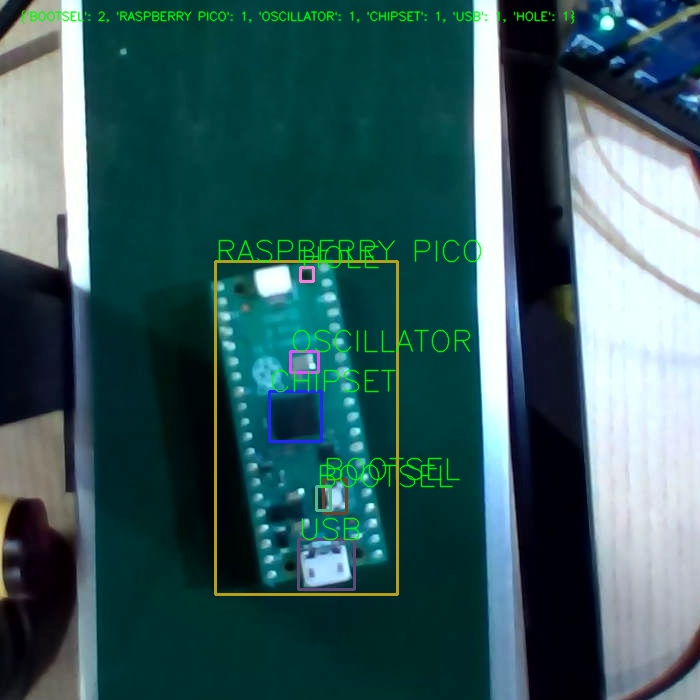 {'BOOTSEL': 2, 'RASPBERRY PICO': 1, 'OSCILLATOR': 1, 'CHIPSET': 1, 'USB': 1, 'HOLE': 1}
RASPBERRY PICO
HOLE
OSCILLATOR
CHIPSET
BOOTSEL
BOOTSEL
USB